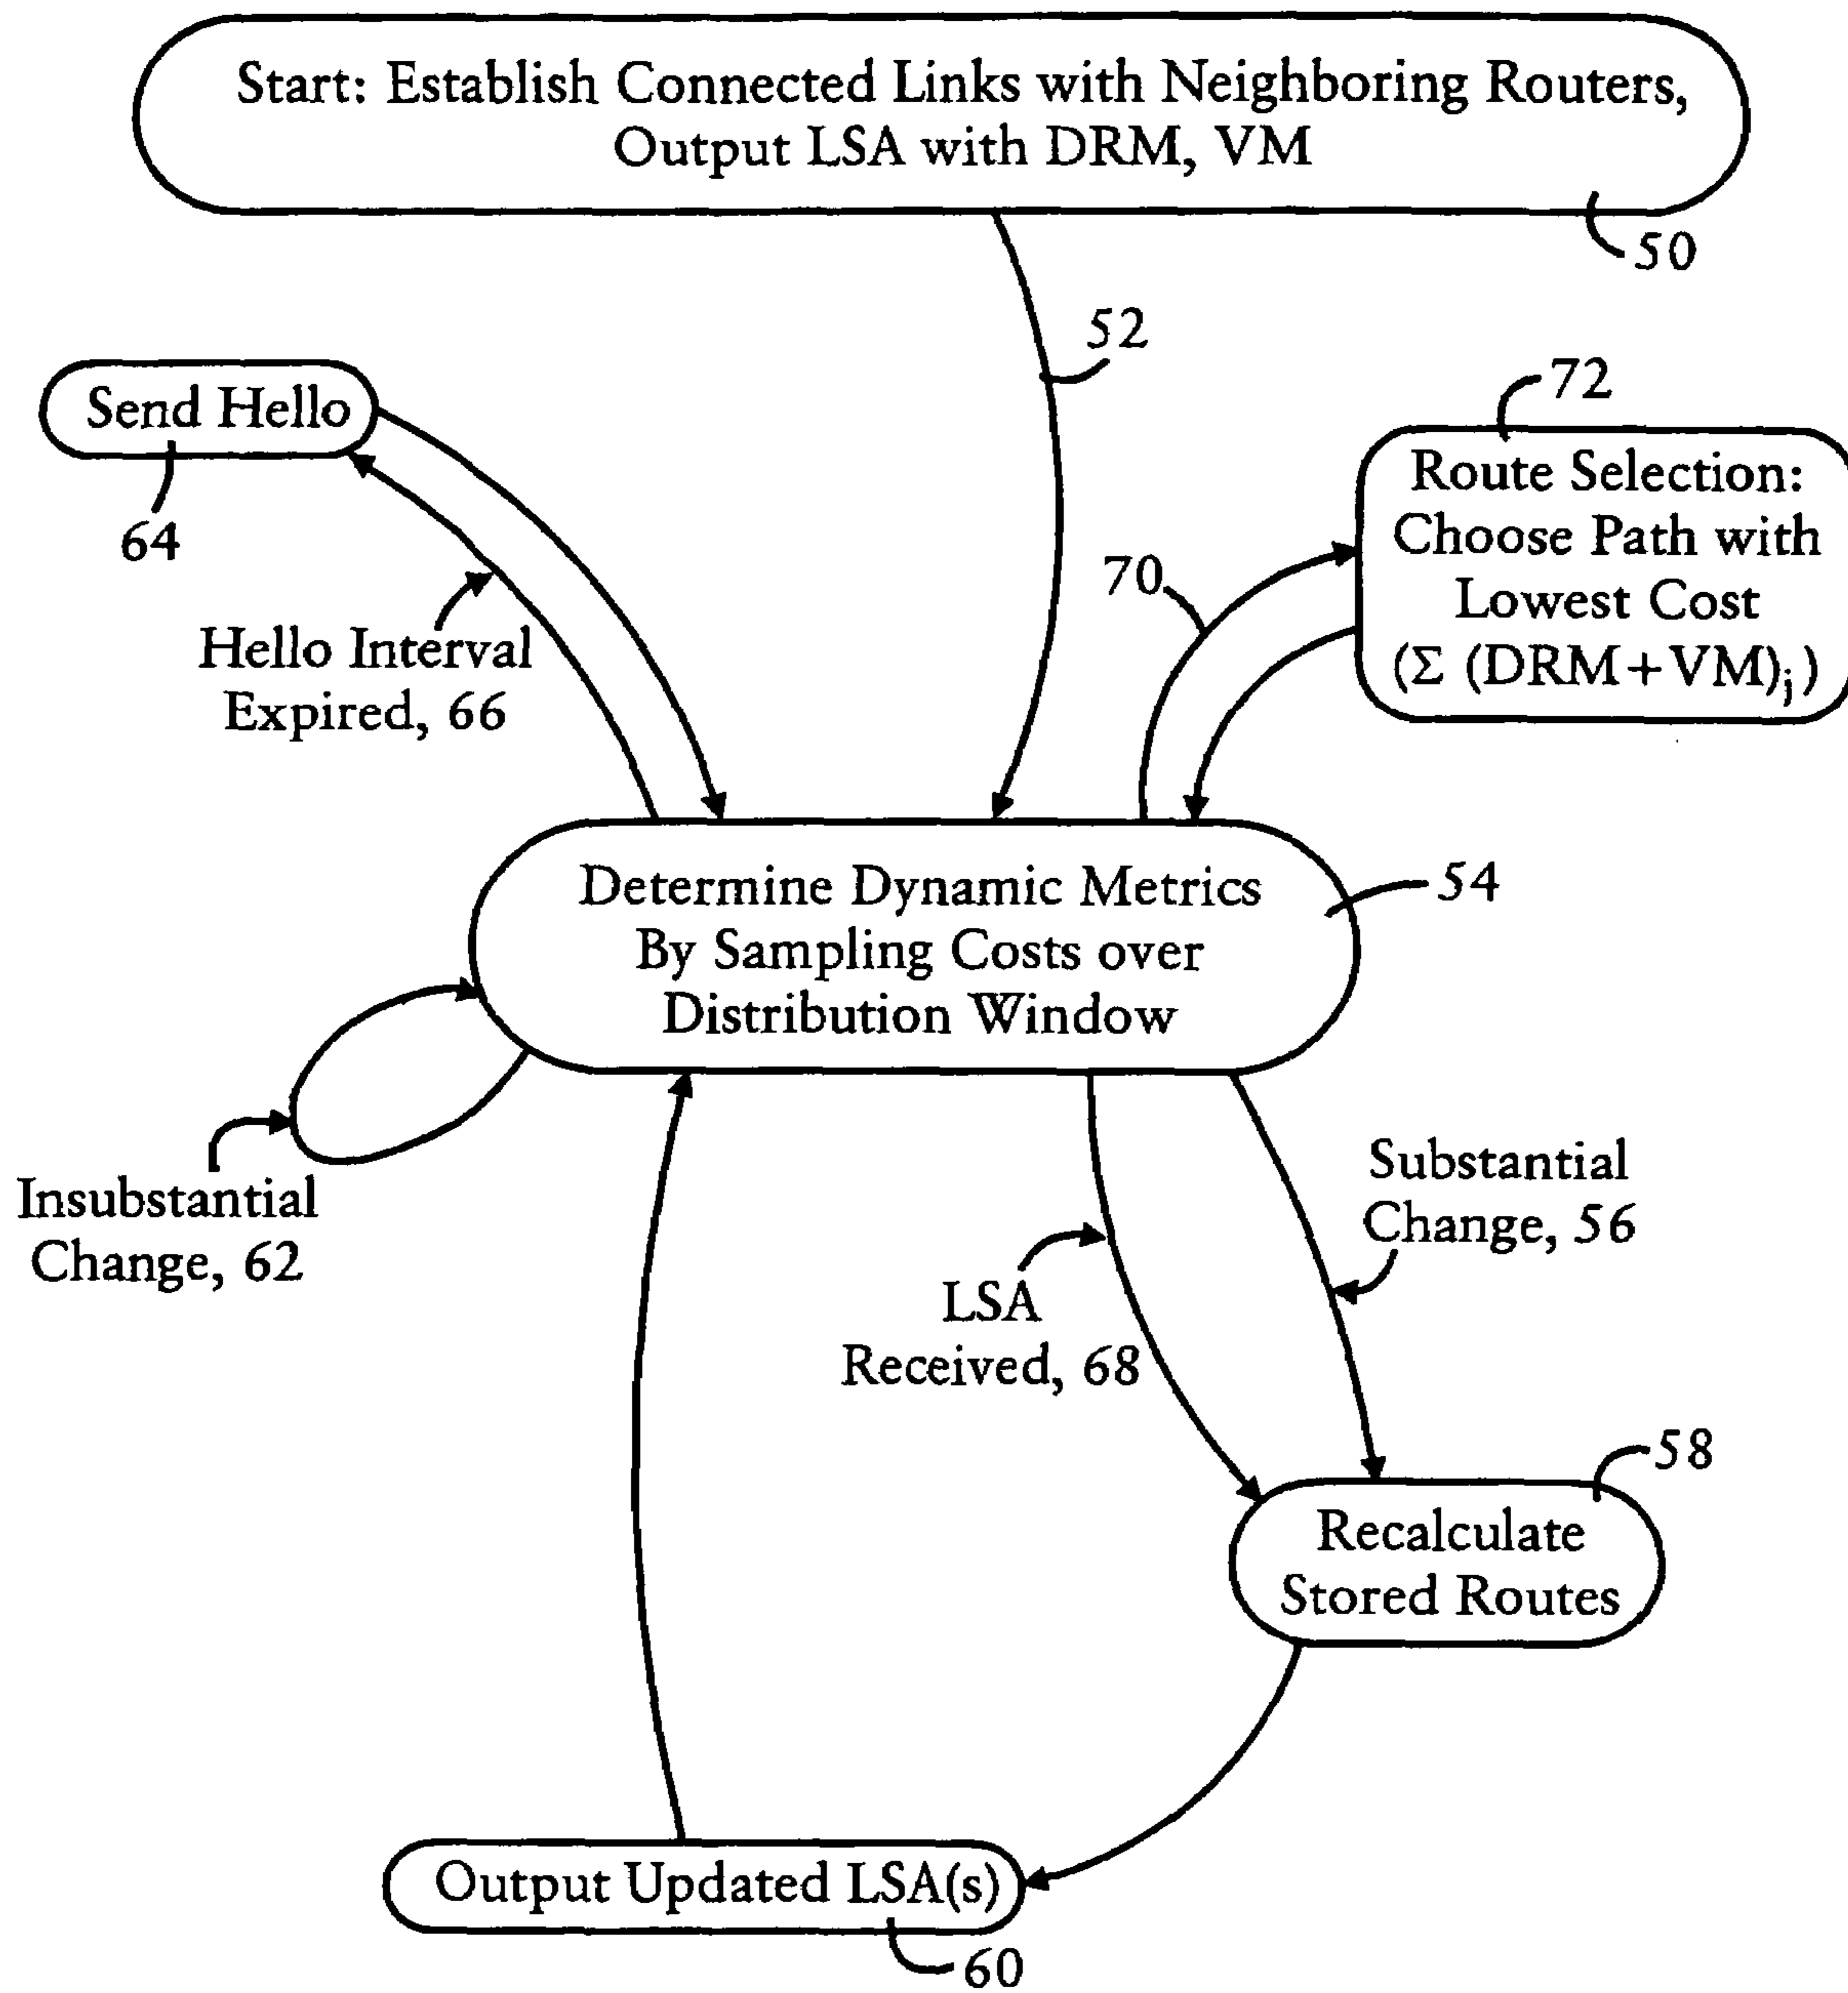 Start: Establish Connected Links with Neighboring Routers,
Output LSA with DRM, VM
50
52
Send Hello
64
72
Route Selection:
Choose Path with
Lowest Cost
(Σ (DRM+VM)j)
70
Hello Interval
Expired, 66
Determine Dynamic Metrics
By Sampling Costs over
Distribution Window
54
Insubstantial
Change, 62
Substantial
Change, 56
LSA
Received, 68
58
Recalculate
Stored Routes
Output Updated LSA(s)
60